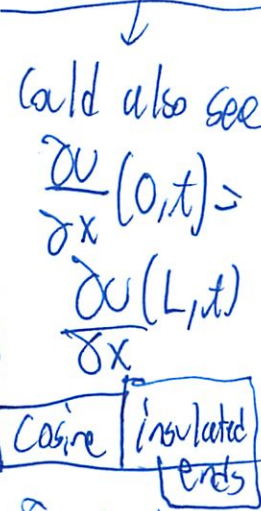 Could also see
∂U/∂x (0,t) =
∂U/∂x (L,t)
Cosine insulated
ends